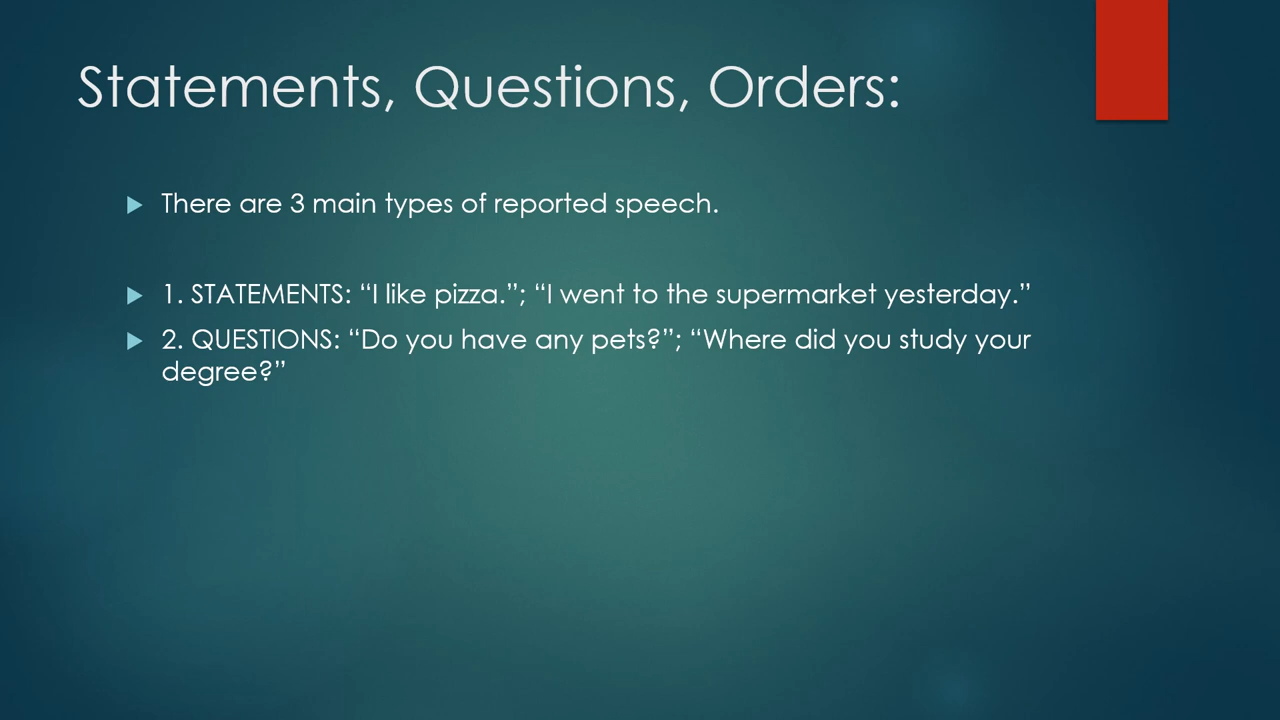 Statements, Questions, Orders:
There are 3 main types of reported speech.
1. STATEMENTS: “I like pizza.”; “I went to the supermarket yesterday.”
2. QUESTIONS: “Do you have any pets?”; “Where did you study your
degree?”